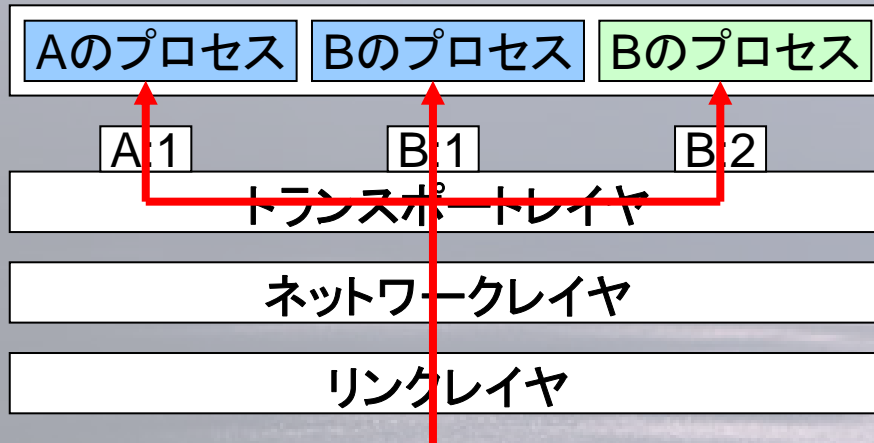 Aのプロセス Bのプロセス Bのプロセス
A:1 B:1 B:2
トランスポートレイヤ
ネットワークレイヤ
リンクレイヤ